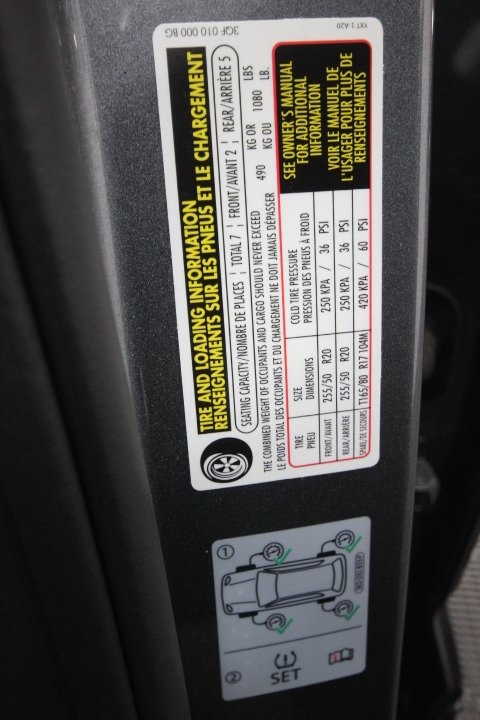 3QF 010 000 BG
YXT 1-A20
TIRE AND LOADING INFORMATION
RENSEIGNEMENTS SUR LES PNEUS ET LE CHARGEMENT
SEATING CAPACITY/NOMBRE DE PLACES ¦ TOTAL 7 ¦ FRONT/AVANT 2 ¦ REAR/ARRIÈRE 5
THE COMBINED WEIGHT OF OCCUPANTS AND CARGO SHOULD NEVER EXCEED 490 KG OR 1080 LBS
LE POIDS TOTAL DES OCCUPANTS ET DU CHARGEMENT NE DOIT JAMAIS DÉPASSER KG OU LB.
TIRE SIZE COLD TIRE PRESSURE
PNEU DIMENSIONS PRESSION DES PNEUS À FROID
FRONT/AVANT 255/50 R20 250 KPA / 36 PSI
REAR/ARRIÈRE 255/50 R20 250 KPA / 36 PSI
SPARE/DE SECOURS T165/80 R17 104M 420 KPA / 60 PSI
SEE OWNER'S MANUAL
FOR ADDITIONAL
INFORMATION
VOIR LE MANUEL DE
L'USAGER POUR PLUS DE
RENSEIGNEMENTS
1
2
SET